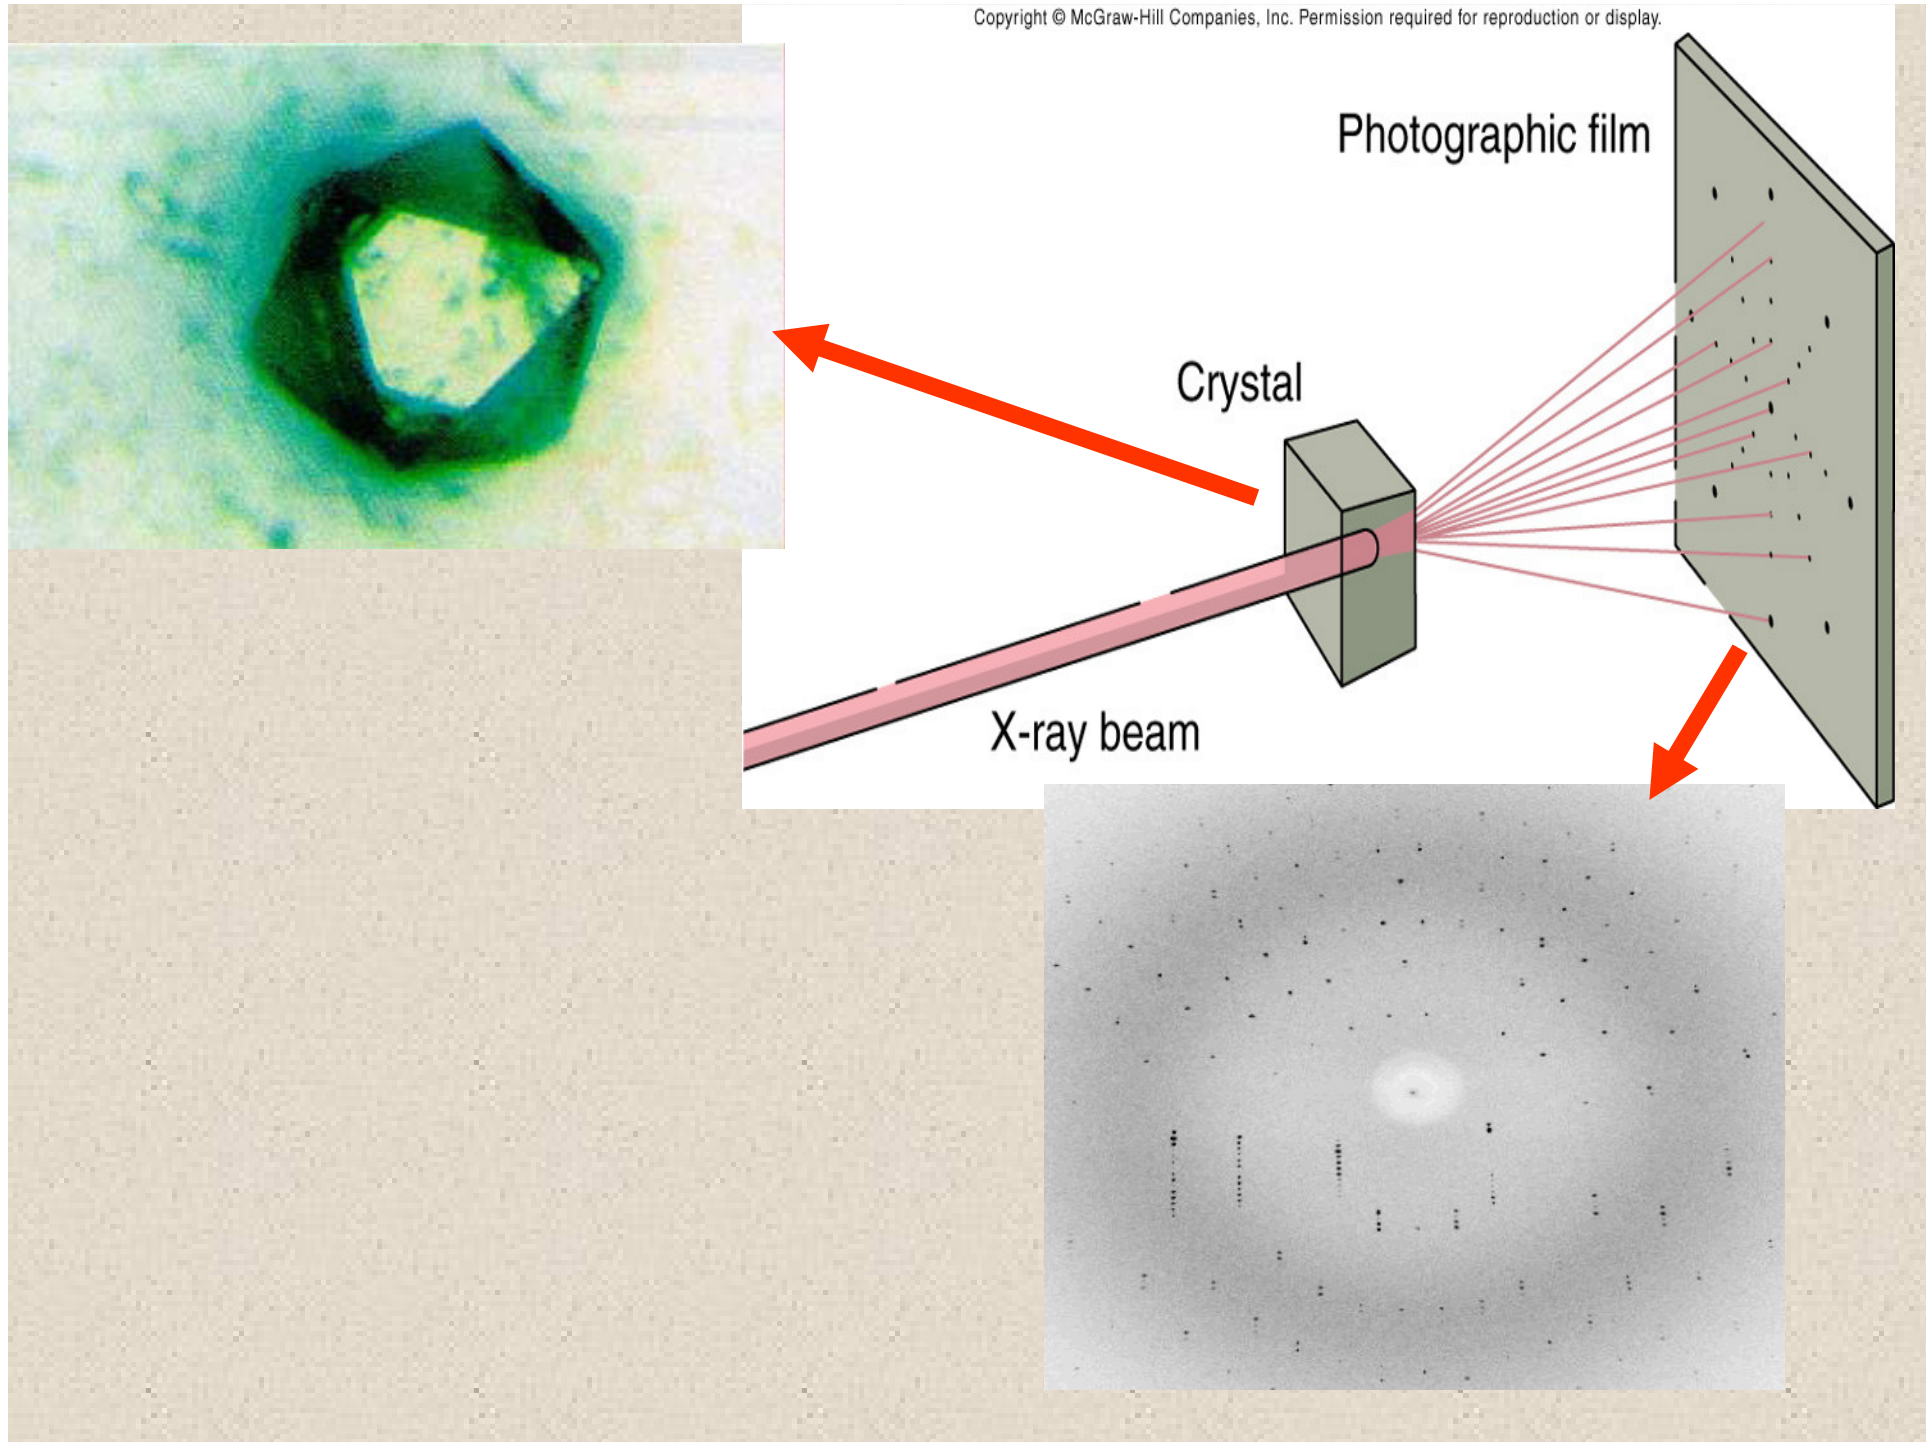 Copyright © McGraw-Hill Companies, Inc. Permission required for reproduction or display.
Photographic film
Crystal
X-ray beam